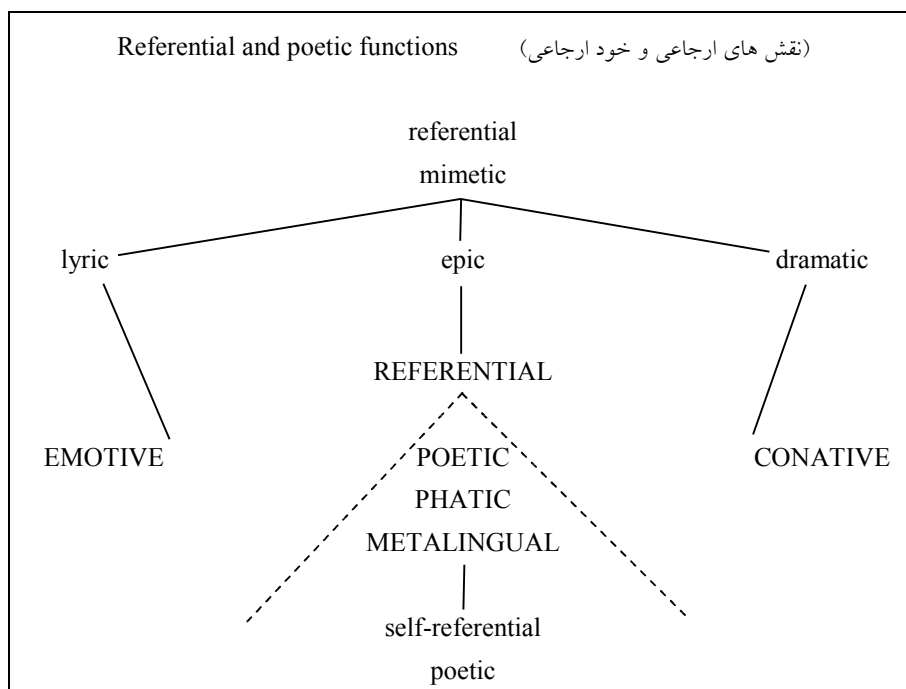 Referential and poetic functions (نقش های ارجاعی و خود ارجاعی)
referential
mimetic
lyric epic dramatic
REFERENTIAL
EMOTIVE POETIC CONATIVE
PHATIC
METALINGUAL
self-referential
poetic